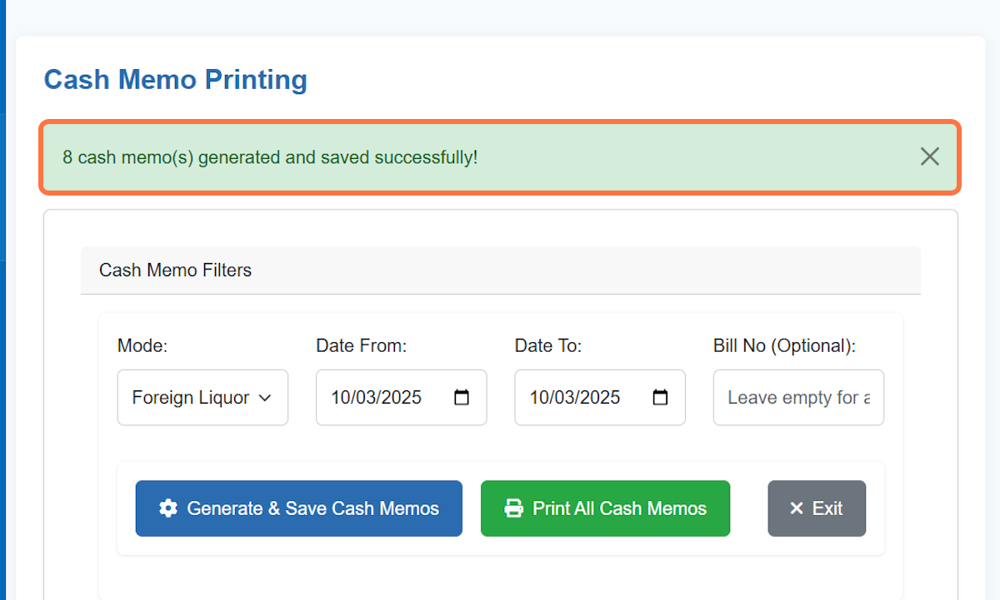 Cash Memo Printing
8 cash memo(s) generated and saved successfully!
Cash Memo Filters
Mode: Date From: Date To: Bill No (Optional):
Foreign Liquor 10/03/2025 10/03/2025 Leave empty for a
Generate & Save Cash Memos Print All Cash Memos Exit